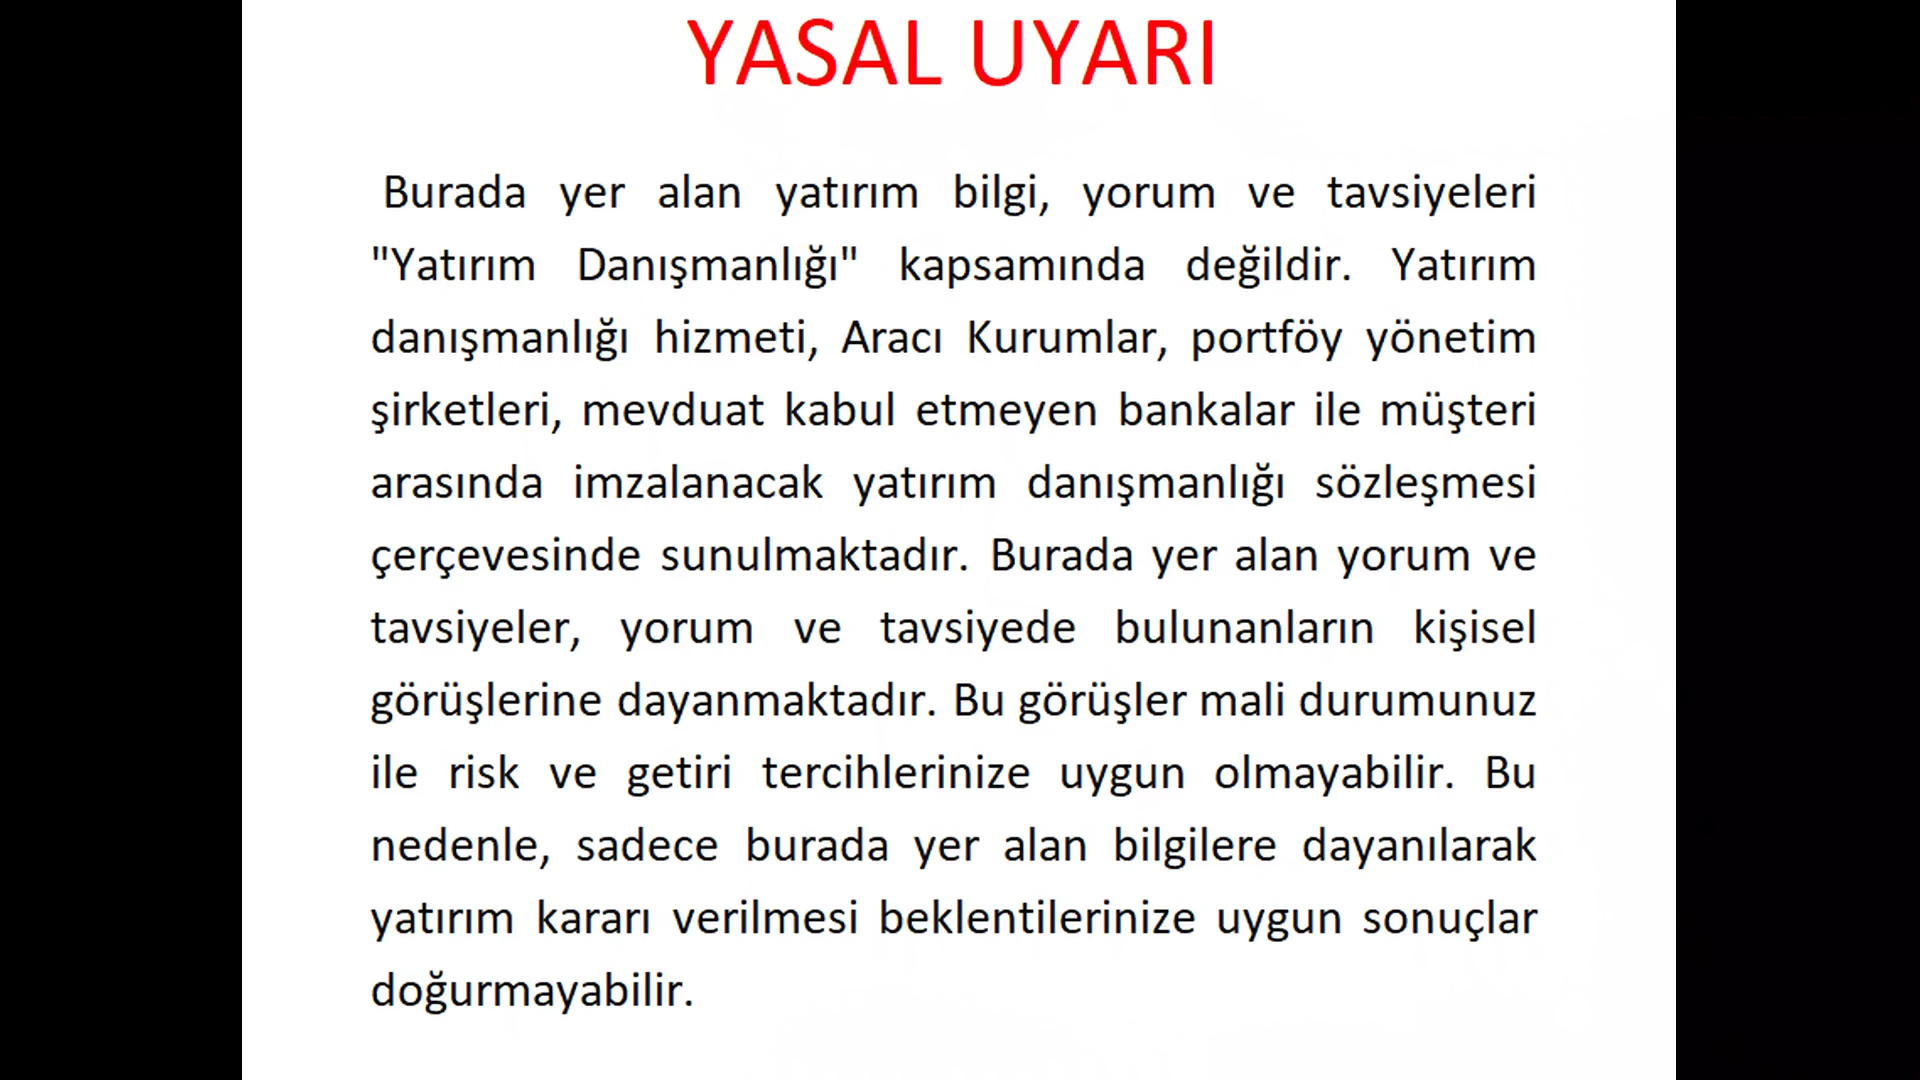 YASAL UYARI
Burada yer alan yatırım bilgi, yorum ve tavsiyeleri
"Yatırım Danışmanlığı" kapsamında değildir. Yatırım
danışmanlığı hizmeti, Aracı Kurumlar, portföy yönetim
şirketleri, mevduat kabul etmeyen bankalar ile müşteri
arasında imzalanacak yatırım danışmanlığı sözleşmesi
çerçevesinde sunulmaktadır. Burada yer alan yorum ve
tavsiyeler, yorum ve tavsiyede bulunanların kişisel
görüşlerine dayanmaktadır. Bu görüşler mali durumunuz
ile risk ve getiri tercihlerinize uygun olmayabilir. Bu
nedenle, sadece burada yer alan bilgilere dayanılarak
yatırım kararı verilmesi beklentilerinize uygun sonuçlar
doğurmayabilir.